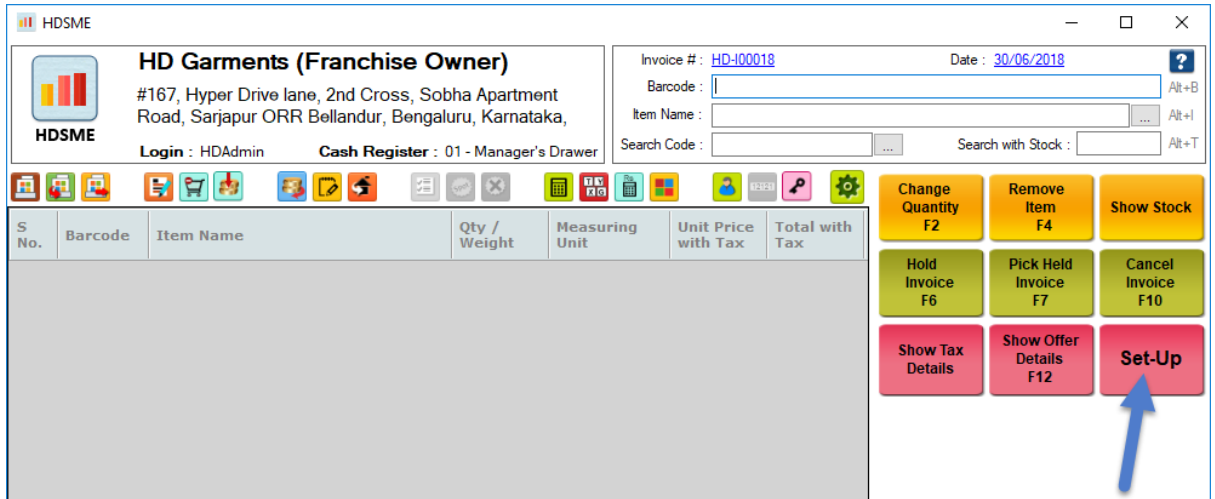 HDSME
HDSME
HD Garments (Franchise Owner)
#167, Hyper Drive lane, 2nd Cross, Sobha Apartment
Road, Sarjapur ORR Bellandur, Bengaluru, Karnataka,
Login : HDAdmin Cash Register : 01 - Manager's Drawer
Invoice # : HD-I00018 Date : 30/06/2018 ?
Barcode : Alt+B
Item Name : ... Alt+I
Search Code : ... Search with Stock : Alt+T
S No. Barcode Item Name Qty / Weight Measuring Unit Unit Price with Tax Total with Tax
Change Quantity F2
Remove Item F4
Show Stock
Hold Invoice F6
Pick Held Invoice F7
Cancel Invoice F10
Show Tax Details
Show Offer Details F12
Set-Up